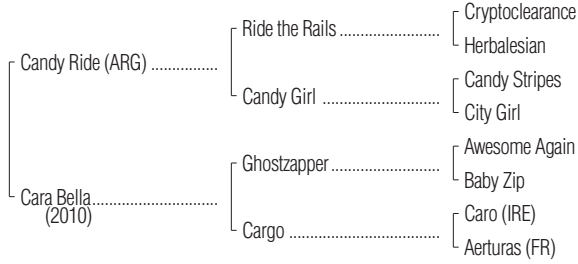 Cryptoclearance
Ride the Rails ........................
Herbalesian
Candy Ride (ARG) ................
Candy Stripes
Candy Girl ............................
City Girl
Awesome Again
Ghostzapper..........................
Baby Zip
Cara Bella..............................
(2010)
Caro (IRE)
Cargo ....................................
Aerturas (FR)